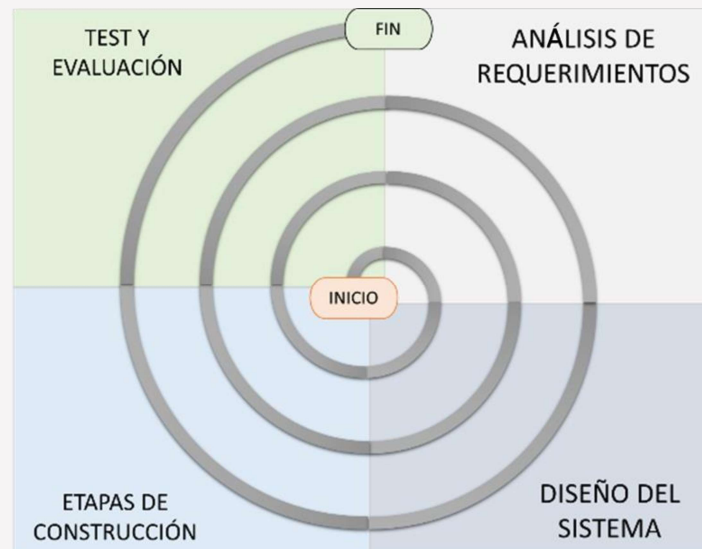 TEST Y
EVALUACIÓN
FIN
ANÁLISIS DE
REQUERIMIENTOS
INICIO
ETAPAS DE
CONSTRUCCIÓN
DISEÑO DEL
SISTEMA